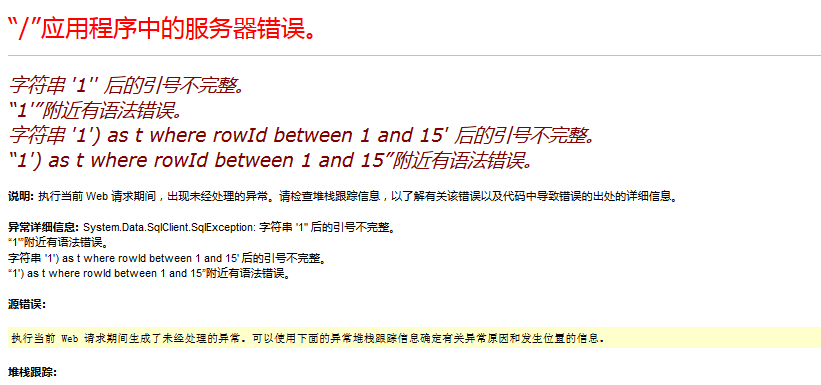 “/”应用程序中的服务器错误。
字符串 '1'' 后的引号不完整。
“1'”附近有语法错误。
字符串 '1') as t where rowId between 1 and 15' 后的引号不完整。
“1') as t where rowId between 1 and 15”附近有语法错误。
说明: 执行当前 Web 请求期间，出现未经处理的异常。请检查堆栈跟踪信息，以了解有关该错误以及代码中导致错误的出处的详细信息。
异常详细信息: System.Data.SqlClient.SqlException: 字符串 '1'' 后的引号不完整。
“1'”附近有语法错误。
字符串 '1') as t where rowId between 1 and 15' 后的引号不完整。
“1') as t where rowId between 1 and 15”附近有语法错误。
源错误:
执行当前 Web 请求期间生成了未经处理的异常。可以使用下面的异常堆栈跟踪信息确定有关异常原因和发生位置的信息。
堆栈跟踪: